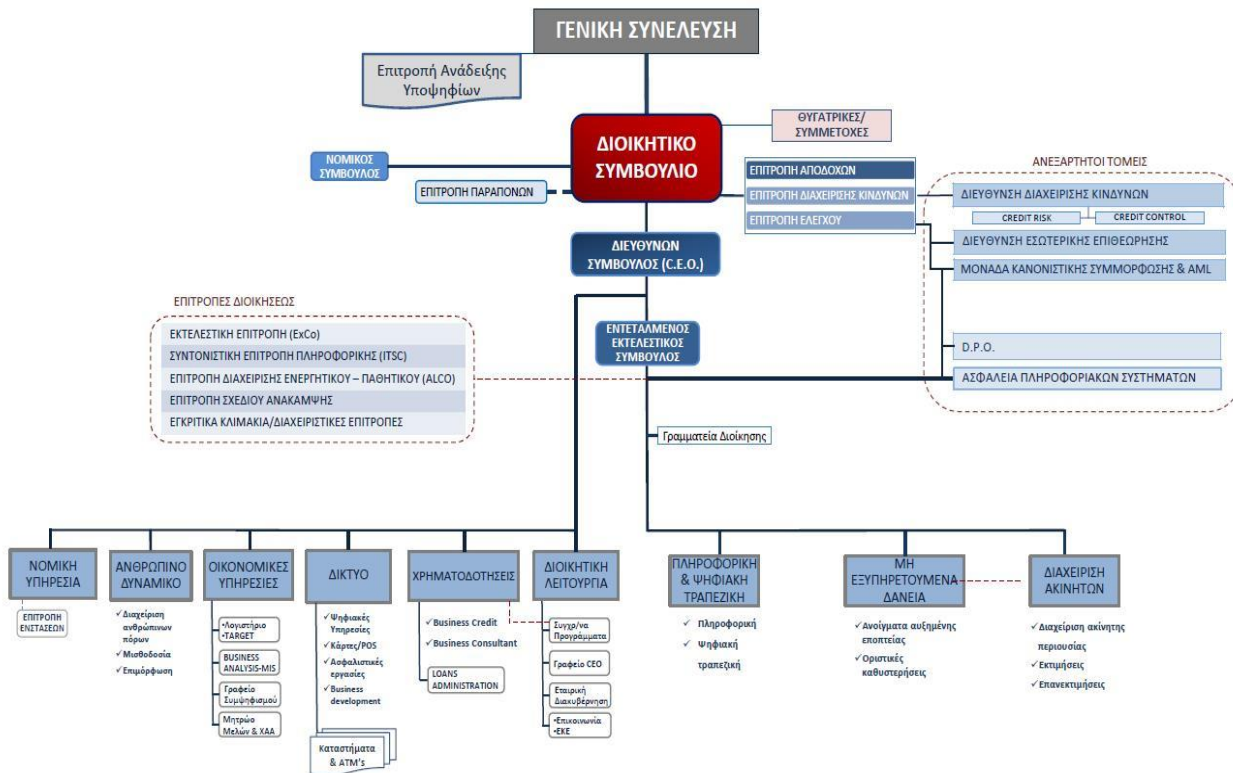 ΓΕΝΙΚΗ ΣΥΝΕΛΕΥΣΗ
Επιτροπή Ανάδειξης
Υποψηφίων
ΔΙΟΙΚΗΤΙΚΟ
ΣΥΜΒΟΥΛΙΟ
ΘΥΓΑΤΡΙΚΕΣ/
ΣΥΜΜΕΤΟΧΕΣ
ΝΟΜΙΚΟΣ
ΣΥΜΒΟΥΛΟΣ
ΕΠΙΤΡΟΠΗ ΠΑΡΑΠΟΝΩΝ
ΕΠΙΤΡΟΠΗ ΑΠΟΔΟΧΩΝ
ΕΠΙΤΡΟΠΗ ΔΙΑΧΕΙΡΙΣΗΣ ΚΙΝΔΥΝΩΝ
ΕΠΙΤΡΟΠΗ ΕΛΕΓΧΟΥ
ΑΝΕΞΑΡΤΗΤΟΙ ΤΟΜΕΙΣ
ΔΙΕΥΘΥΝΣΗ ΔΙΑΧΕΙΡΙΣΗΣ ΚΙΝΔΥΝΩΝ
CREDIT RISK
CREDIT CONTROL
ΔΙΕΥΘΥΝΣΗ ΕΣΩΤΕΡΙΚΗΣ ΕΠΙΘΕΩΡΗΣΗΣ
ΜΟΝΑΔΑ ΚΑΝΟΝΙΣΤΙΚΗΣ ΣΥΜΜΟΡΦΩΣΗΣ & AML
D.P.O.
ΑΣΦΑΛΕΙΑ ΠΛΗΡΟΦΟΡΙΑΚΩΝ ΣΥΣΤΗΜΑΤΩΝ
ΔΙΕΥΘΥΝΩΝ
ΣΥΜΒΟΥΛΟΣ (C.E.O.)
ΕΝΤΕΤΑΛΜΕΝΟΣ
ΕΚΤΕΛΕΣΤΙΚΟΣ
ΣΥΜΒΟΥΛΟΣ
ΕΠΙΤΡΟΠΕΣ ΔΙΟΙΚΗΣΕΩΣ
ΕΚΤΕΛΕΣΤΙΚΗ ΕΠΙΤΡΟΠΗ (ExCo)
ΣΥΝΤΟΝΙΣΤΙΚΗ ΕΠΙΤΡΟΠΗ ΠΛΗΡΟΦΟΡΙΚΗΣ (ITSC)
ΕΠΙΤΡΟΠΗ ΔΙΑΧΕΙΡΙΣΗΣ ΕΝΕΡΓΗΤΙΚΟΥ – ΠΑΘΗΤΙΚΟΥ (ALCO)
ΕΠΙΤΡΟΠΗ ΣΧΕΔΙΟΥ ΑΝΑΚΑΜΨΗΣ
ΕΓΚΡΙΤΙΚΑ ΚΛΙΜΑΚΙΑ/ΔΙΑΧΕΙΡΙΣΤΙΚΕΣ ΕΠΙΤΡΟΠΕΣ
Γραμματεία Διοίκησης
ΝΟΜΙΚΗ
ΥΠΗΡΕΣΙΑ
ΕΠΙΤΡΟΠΗ
ΕΝΣΤΑΣΕΩΝ
ΑΝΘΡΩΠΙΝΟ
ΔΥΝΑΜΙΚΟ
✓Διαχείριση
ανθρώπινων
πόρων
✓Μισθοδοσία
✓Επιμόρφωση
ΟΙΚΟΝΟΜΙΚΕΣ
ΥΠΗΡΕΣΙΕΣ
•Λογιστήριο
•TARGET
BUSINESS
ANALYSIS-MIS
Γραφείο
Συμψηφισμού
Μητρώο
Μελών & ΧΑΑ
ΔΙΚΤΥΟ
✓Ψηφιακές
Υπηρεσίες
✓Κάρτες/POS
✓Ασφαλιστικές
εργασίες
✓Business
development
Καταστήματα
& ATM's
ΧΡΗΜΑΤΟΔΟΤΗΣΕΙΣ
✓Business Credit
✓Business Consultant
LOANS
ADMINISTRATION
ΔΙΟΙΚΗΤΙΚΗ
ΛΕΙΤΟΥΡΓΙΑ
Συγχρ/να
Προγράμματα
Γραφείο CEO
Εταιρική
Διακυβέρνηση
•Επικοινωνία
•ΕΚΕ
ΠΛΗΡΟΦΟΡΙΚΗ
& ΨΗΦΙΑΚΗ
ΤΡΑΠΕΖΙΚΗ
✓ Πληροφορική
✓ Ψηφιακή
τραπεζική
ΜΗ
ΕΞΥΠΗΡΕΤΟΥΜΕΝΑ
ΔΑΝΕΙΑ
✓Ανοίγματα αυξημένης
εποπτείας
✓Οριστικές
καθυστερήσεις
ΔΙΑΧΕΙΡΙΣΗ
ΑΚΙΝΗΤΩΝ
✓Διαχείριση ακίνητης
περιουσίας
✓Εκτιμήσεις
✓Επανεκτιμήσεις